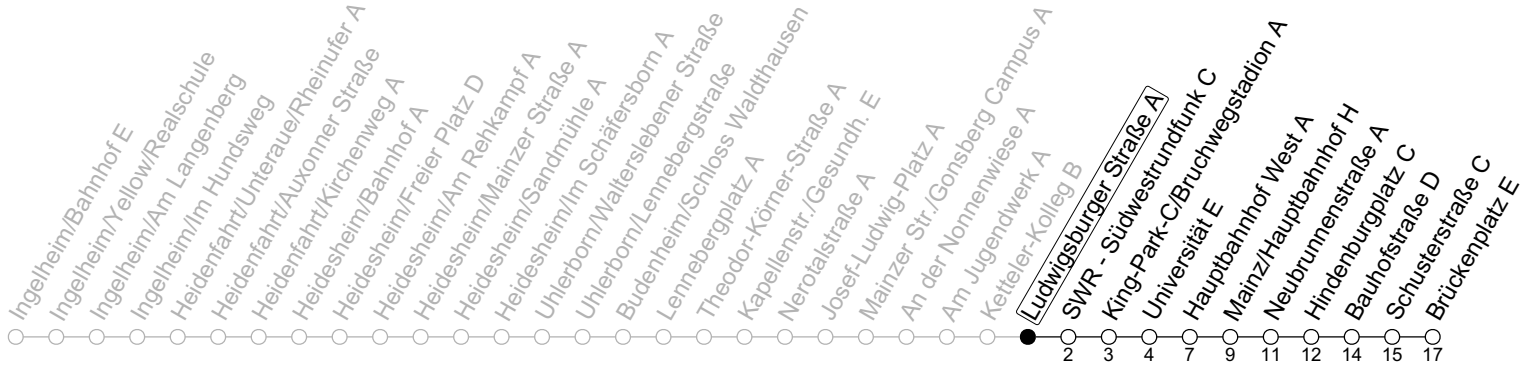 Ingelheim/Bahnhof E
Ingelheim/Yellow/Realschule
Ingelheim/Am Langenberg
Ingelheim/Im Hundsweg
Heidenfahrt/Unteraue/Rheinufer A
Heidenfahrt/Auxonner Straße
Heidenfahrt/Kirchenweg A
Heidesheim/Bahnhof A
Heidesheim/Freier Platz D
Heidesheim/Am Rehkampf A
Heidesheim/Mainzer Straße A
Heidesheim/Sandmühle A
Heidesheim/Im Schäfersborn A
Uhlerborn/Walterslebener Straße
Uhlerborn/Lennebergstraße
Budenheim/Schloss Waldthausen
Lennebergplatz A
Theodor-Körner-Straße A
Kapellenstr./Gesundh. E
Nerotalstraße A
Josef-Ludwig-Platz A
Mainzer Str./Gonsberg Campus A
An der Nonnenwiese A
Am Jugendwerk A
Ketteler-Kolleg B
Ludwigsburger Straße A
SWR - Südwestrundfunk C
King-Park-C/Bruchwegstadion A
Universität E
Hauptbahnhof West A
Mainz/Hauptbahnhof H
Neubrunnenstraße A
Hindenburgplatz C
Bauhofstraße D
Schusterstraße C
Brückenplatz E
2 3 4 7 9 11 12 14 15 17